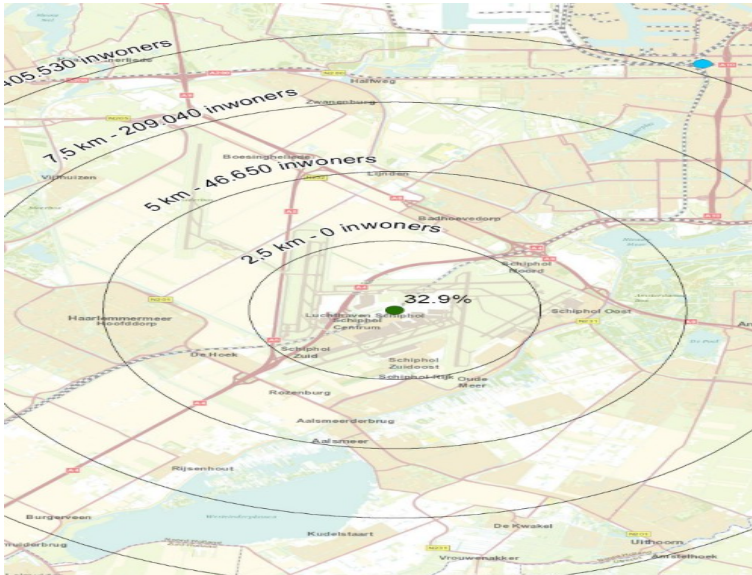 405.530 inwoners
Halfweg
7,5 km - 209.040 inwoners
Zwanenburg
Boesingheliede
5 km - 46.650 inwoners
Lijnden
Vijfhuizen
Badhoevedorp
2,5 km - 0 inwoners
Schiphol
Noord
32.9%
Haarlemmermeer
Hoofddorp
Luchthaven Schiphol
Schiphol
Centrum
Schiphol Oost
De Hoek
Schiphol
Zuid
Schiphol
Zuidoost
Schiphol-Rijk
Oude
Meer
Rozenburg
Aalsmeerderbrug
Aalsmeer
Rijsenhout
Burgerveen
Kudelstaart
De Kwakel
Uithoorn
Vrouwenakker
Amstelhoek